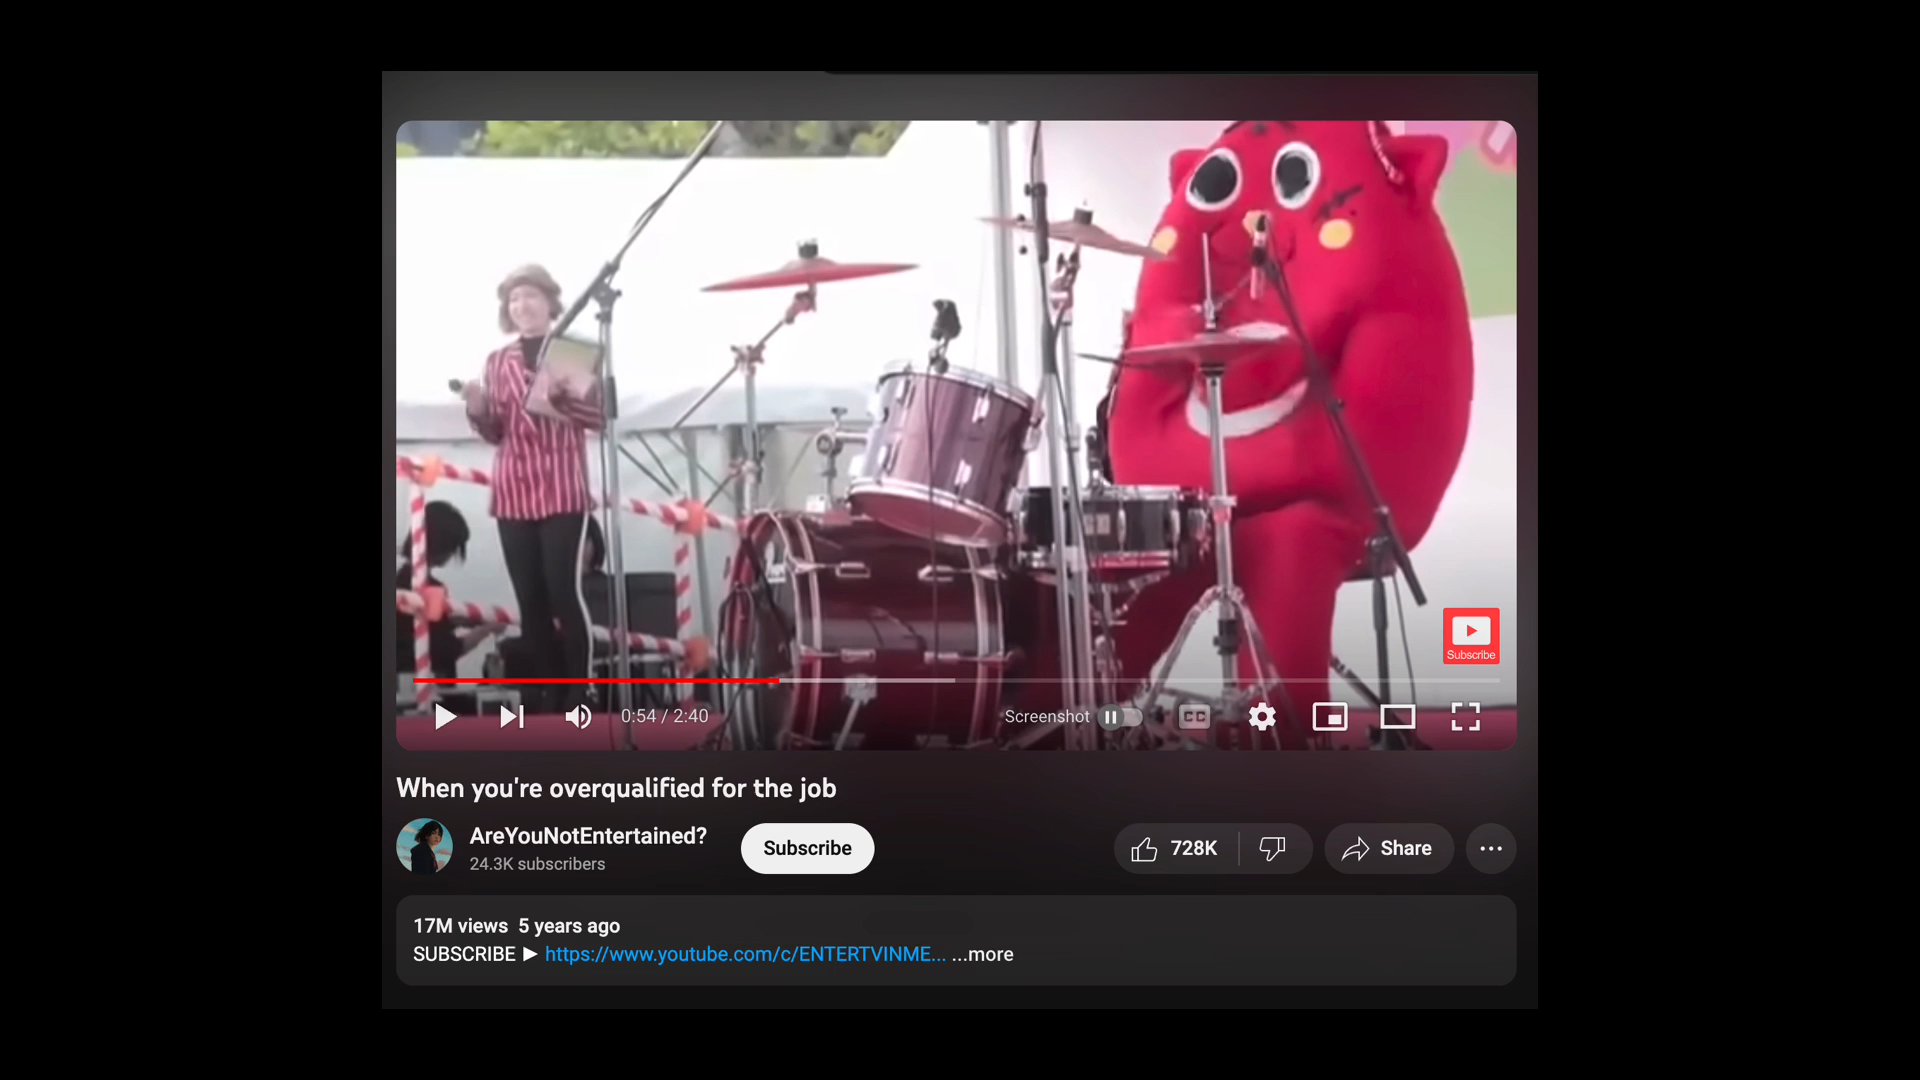 Subscribe
0:54 / 2:40
Screenshot
CC
When you're overqualified for the job
AreYouNotEntertained?
24.3K subscribers
Subscribe
728K
Share
17M views 5 years ago
SUBSCRIBE ► https://www.youtube.com/c/ENTERTVINME... ...more